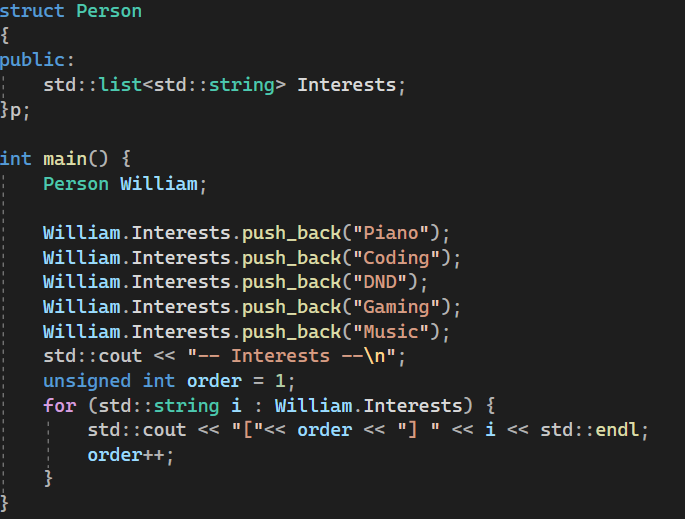 struct Person
{
public:
    std::list<std::string> Interests;
}p;

int main() {
    Person William;

    William.Interests.push_back("Piano");
    William.Interests.push_back("Coding");
    William.Interests.push_back("DND");
    William.Interests.push_back("Gaming");
    William.Interests.push_back("Music");
    std::cout << "-- Interests --\n";
    unsigned int order = 1;
    for (std::string i : William.Interests) {
        std::cout << "["<< order << "] " << i << std::endl;
        order++;
    }
}